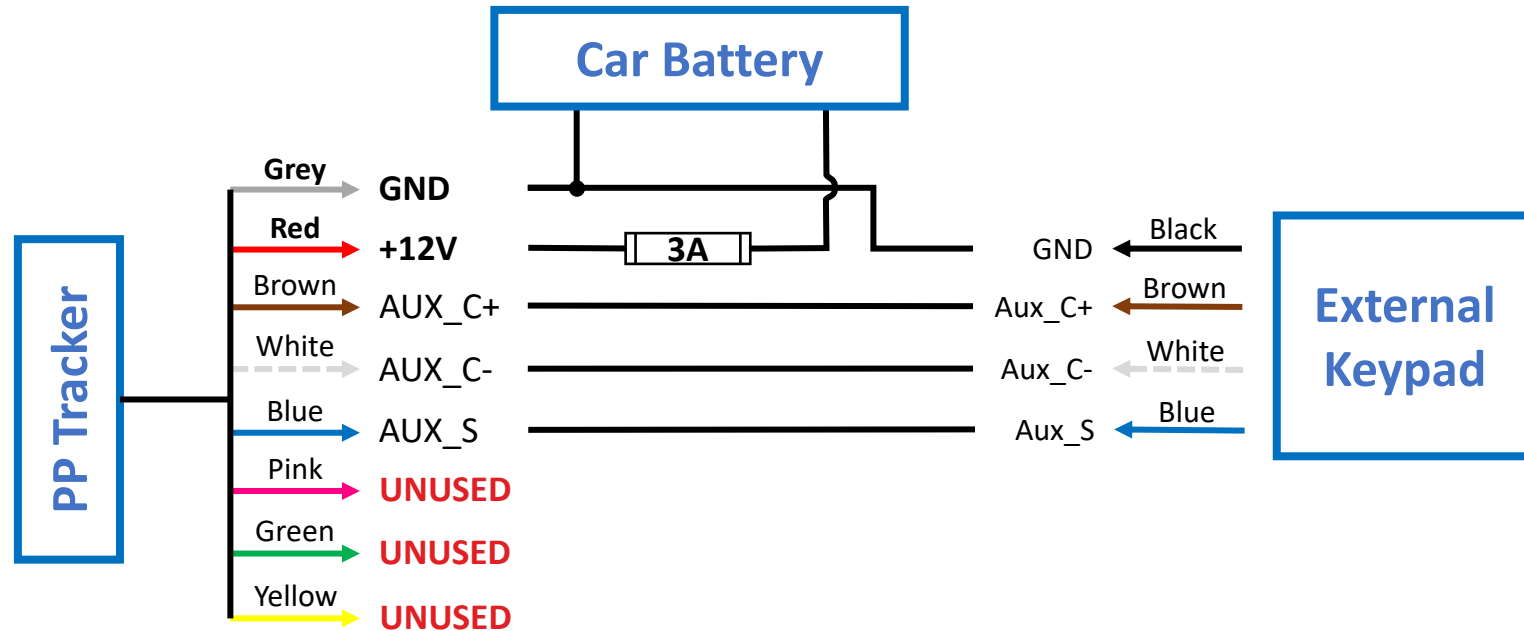 Car Battery
PP Tracker
Grey
GND
Red
+12V
3A
Brown
AUX_C+
White
AUX_C-
Blue
AUX_S
Pink
UNUSED
Green
UNUSED
Yellow
UNUSED
GND
Black
Aux_C+
Brown
Aux_C-
White
Aux_S
Blue
External
Keypad